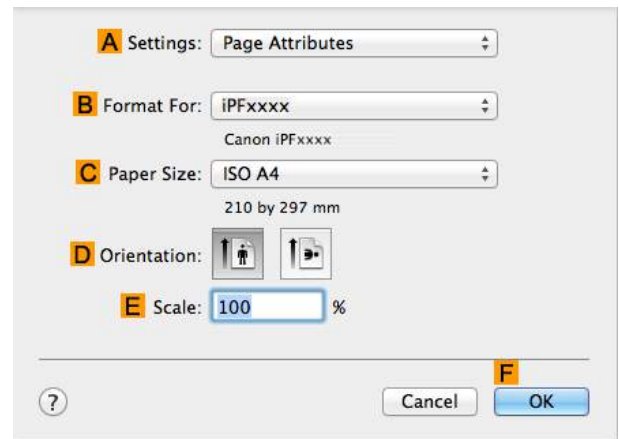 A Settings: Page Attributes
B Format For: iPFxxxx
Canon iPFxxxx
C Paper Size: ISO A4
210 by 297 mm
D Orientation:
E Scale: 100 %
F
? Cancel OK